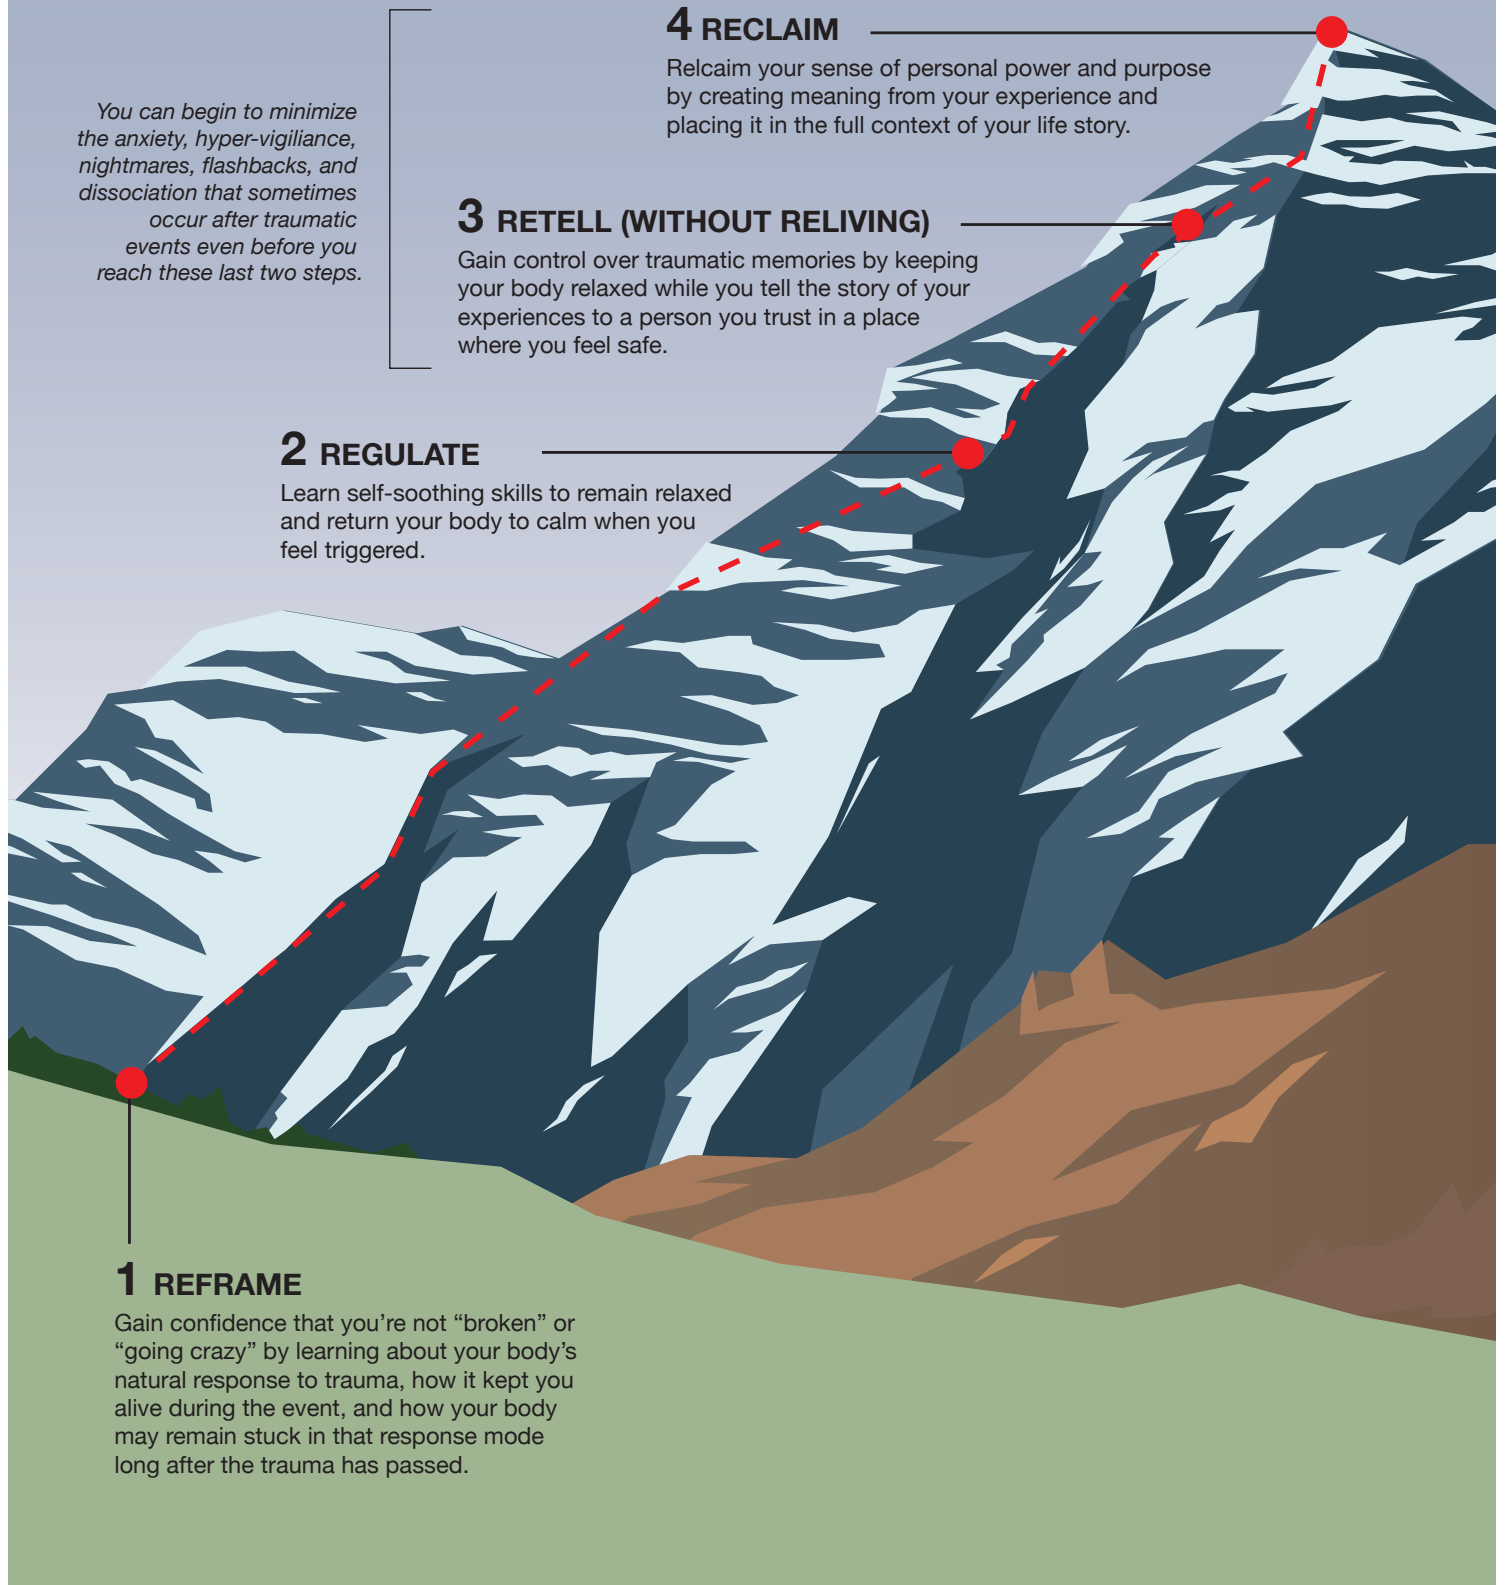 4 RECLAIM
Relcaim your sense of personal power and purpose
by creating meaning from your experience and
placing it in the full context of your life story.
You can begin to minimize
the anxiety, hyper-vigiliance,
nightmares, flashbacks, and
dissociation that sometimes
occur after traumatic
events even before you
reach these last two steps.
3 RETELL (WITHOUT RELIVING)
Gain control over traumatic memories by keeping
your body relaxed while you tell the story of your
experiences to a person you trust in a place
where you feel safe.
2 REGULATE
Learn self-soothing skills to remain relaxed
and return your body to calm when you
feel triggered.
1 REFRAME
Gain confidence that you’re not “broken” or
“going crazy” by learning about your body’s
natural response to trauma, how it kept you
alive during the event, and how your body
may remain stuck in that response mode
long after the trauma has passed.